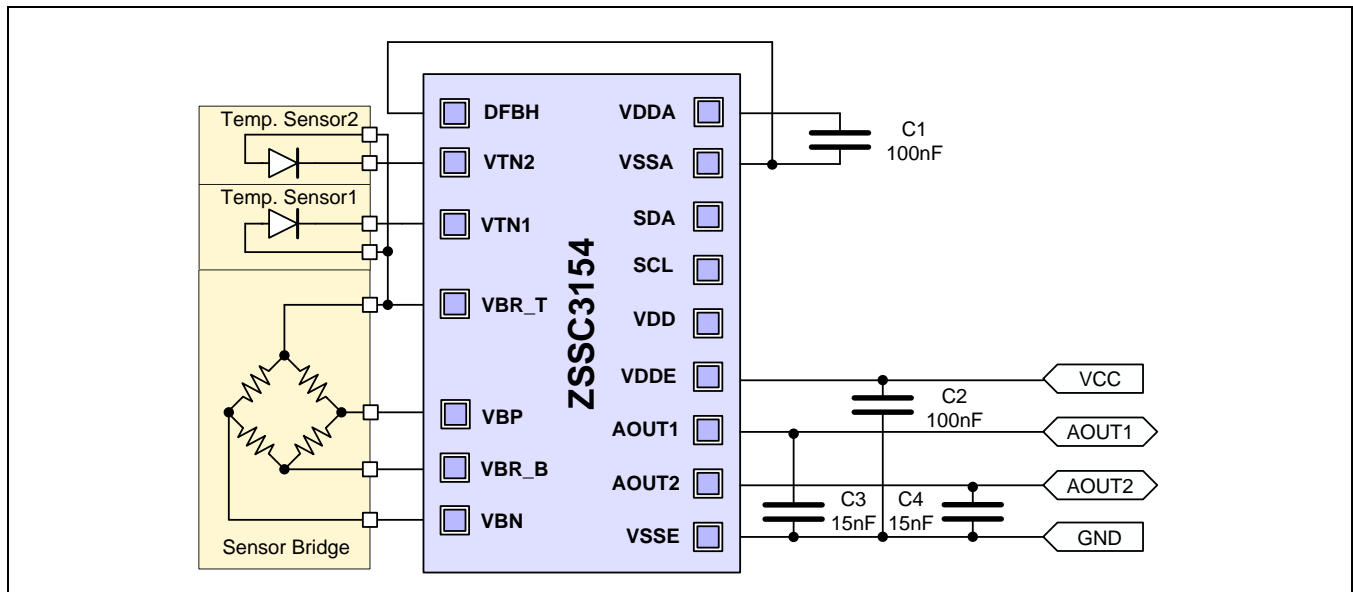 Temp. Sensor2
Temp. Sensor1
Sensor Bridge
DFBH
VTN2
VTN1
VBR_T
VBP
VBR_B
VBN
ZSSC3154
VDDA
VSSA
SDA
SCL
VDD
VDDE
AOUT1
AOUT2
VSSE
C1
100nF
C2
100nF
C3
15nF
C4
15nF
VCC
AOUT1
AOUT2
GND